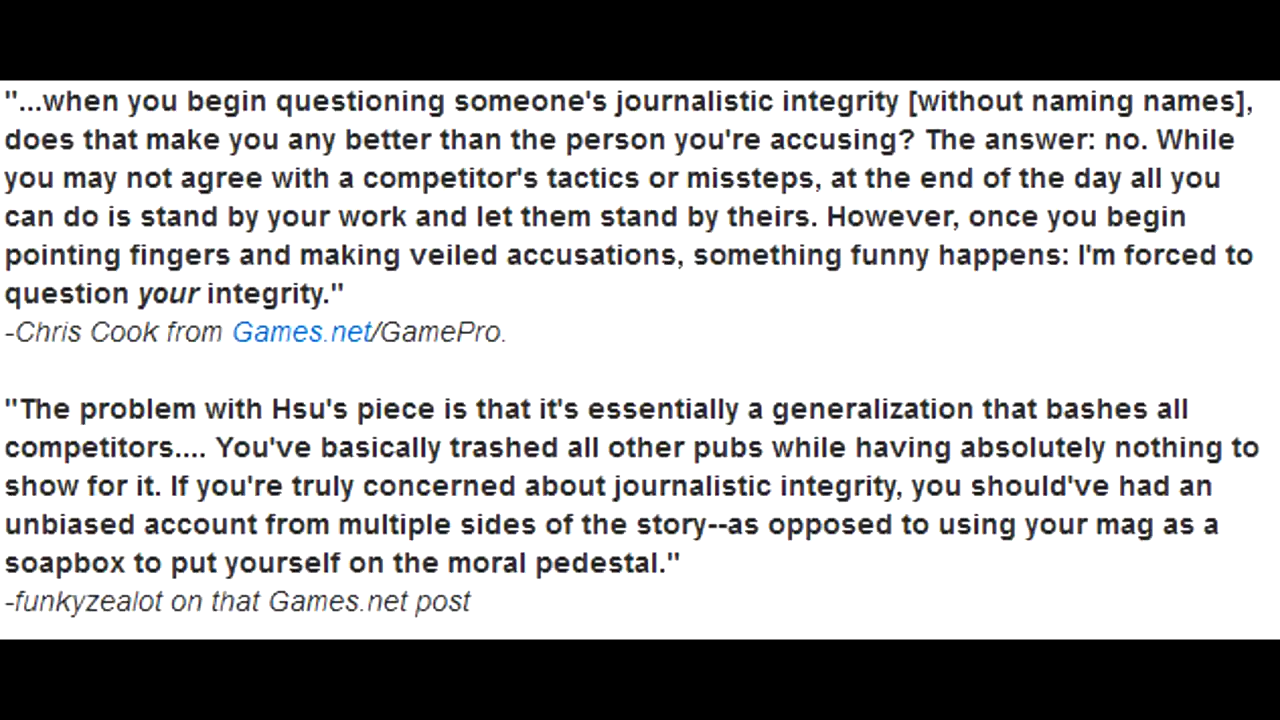 "...when you begin questioning someone's journalistic integrity [without naming names],
does that make you any better than the person you're accusing? The answer: no. While
you may not agree with a competitor's tactics or missteps, at the end of the day all you
can do is stand by your work and let them stand by theirs. However, once you begin
pointing fingers and making veiled accusations, something funny happens: I'm forced to
question your integrity."
-Chris Cook from Games.net/GamePro.
"The problem with Hsu's piece is that it's essentially a generalization that bashes all
competitors.... You've basically trashed all other pubs while having absolutely nothing to
show for it. If you're truly concerned about journalistic integrity, you should've had an
unbiased account from multiple sides of the story--as opposed to using your mag as a
soapbox to put yourself on the moral pedestal."
-funkyzealot on that Games.net post